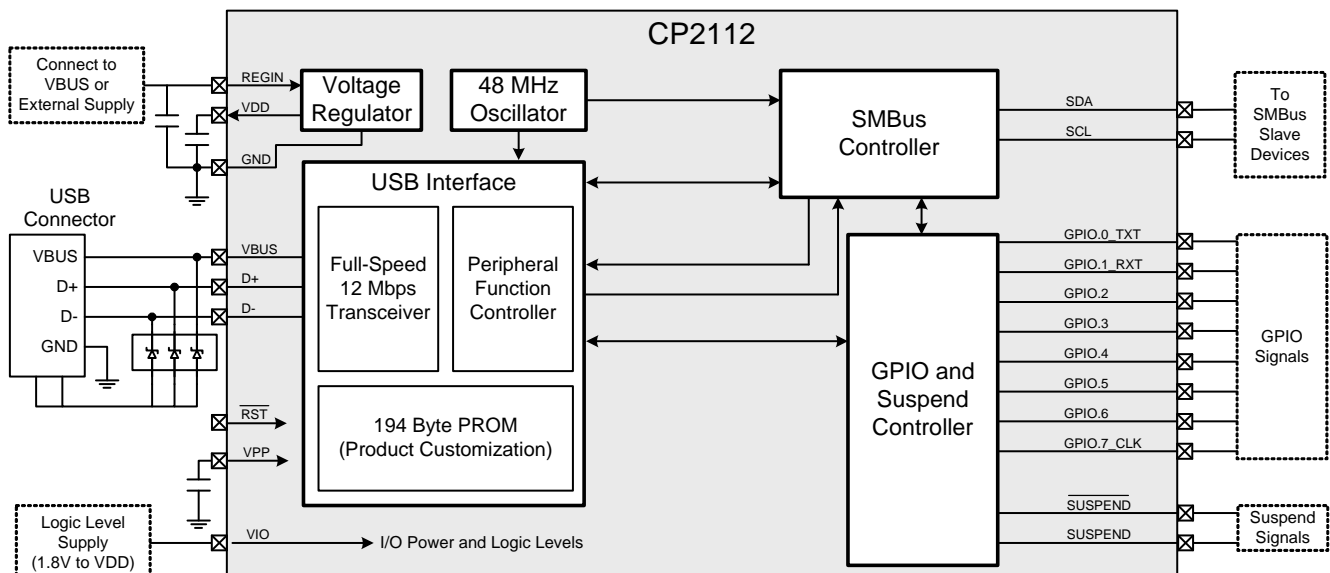 CP2112
Connect to
VBUS or
External Supply
REGIN
VDD
GND
Voltage
Regulator
48 MHz
Oscillator
SMBus
Controller
SDA
SCL
To
SMBus
Slave
Devices
USB
Connector
VBUS
D+
D-
GND
VBUS
D+
D-
USB Interface
Full-Speed
12 Mbps
Transceiver
Peripheral
Function
Controller
194 Byte PROM
(Product Customization)
RST
VPP
GPIO and
Suspend
Controller
GPIO.0_TXT
GPIO.1_RXT
GPIO.2
GPIO.3
GPIO.4
GPIO.5
GPIO.6
GPIO.7_CLK
GPIO
Signals
SUSPEND
SUSPEND
Suspend
Signals
Logic Level
Supply
(1.8V to VDD)
VIO
I/O Power and Logic Levels